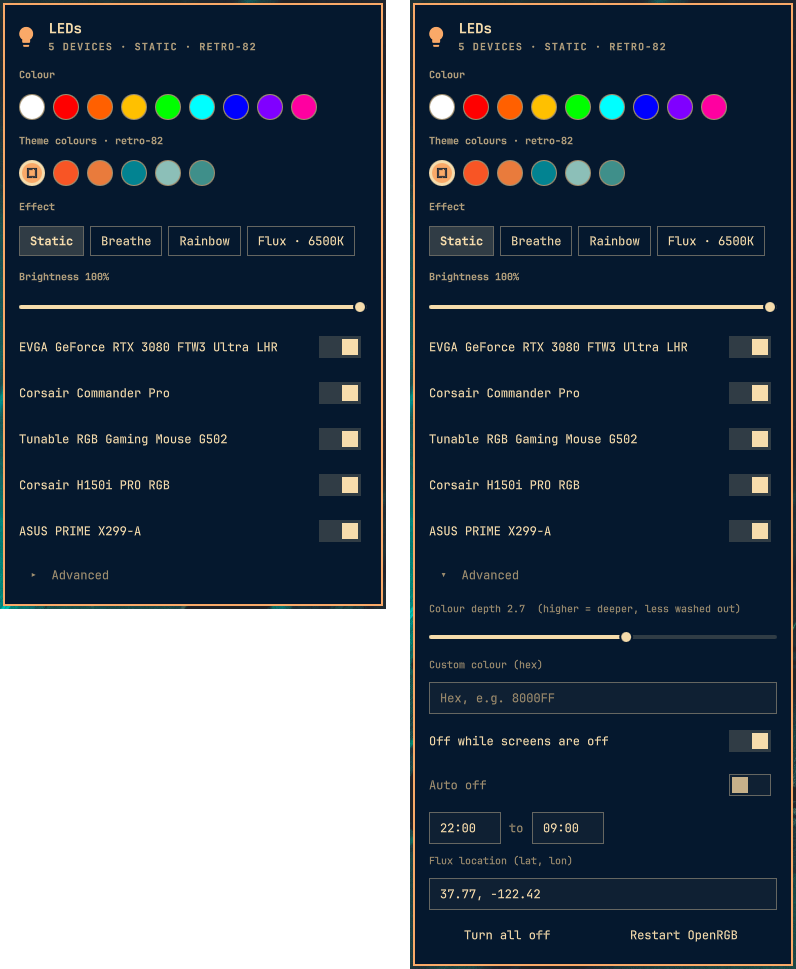 LEDs
5 DEVICES · STATIC · RETRO-82
Colour
Theme colours · retro-82
Effect
Static Breathe Rainbow Flux · 6500K
Brightness 100%
EVGA GeForce RTX 3080 FTW3 Ultra LHR
Corsair Commander Pro
Tunable RGB Gaming Mouse G502
Corsair H150i PRO RGB
ASUS PRIME X299-A
▸ Advanced
LEDs
5 DEVICES · STATIC · RETRO-82
Colour
Theme colours · retro-82
Effect
Static Breathe Rainbow Flux · 6500K
Brightness 100%
EVGA GeForce RTX 3080 FTW3 Ultra LHR
Corsair Commander Pro
Tunable RGB Gaming Mouse G502
Corsair H150i PRO RGB
ASUS PRIME X299-A
▾ Advanced
Colour depth 2.7 (higher = deeper, less washed out)
Custom colour (hex)
Hex, e.g. 8000FF
Off while screens are off
Auto off
22:00 to 09:00
Flux location (lat, lon)
37.77, -122.42
Turn all off Restart OpenRGB